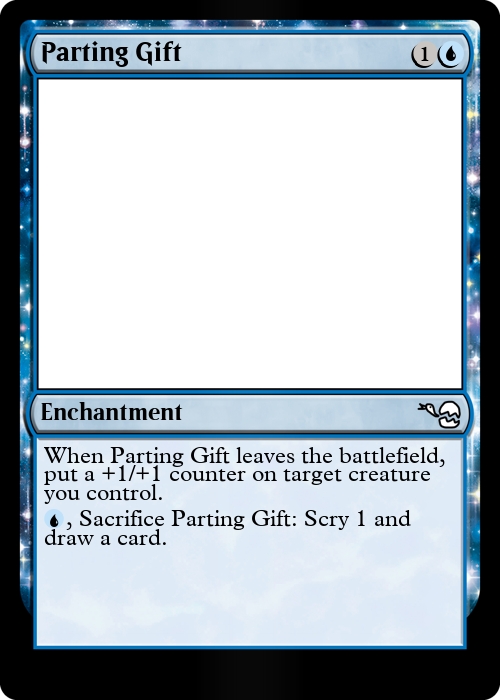 Parting Gift 1
Enchantment
When Parting Gift leaves the battlefield,
put a +1/+1 counter on target creature
you control.
, Sacrifice Parting Gift: Scry 1 and
draw a card.